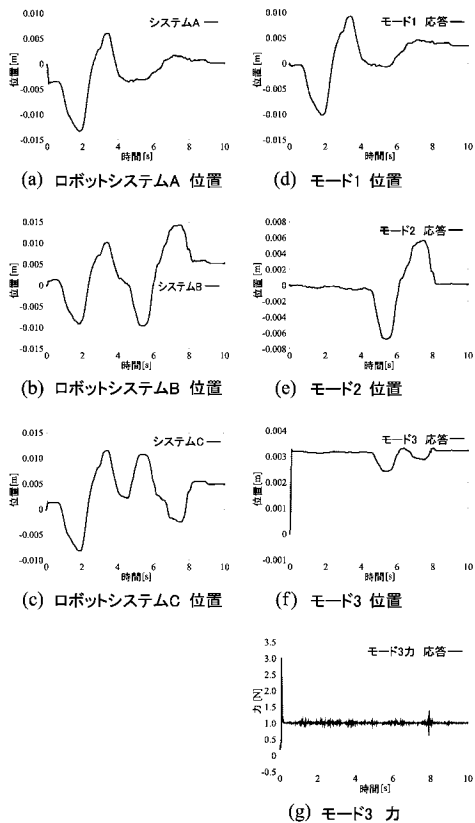 0.010
0.005
0
-0.005
-0.010
-0.015
位置[m]
システムA
0 2 4 6 8 10
時間[s]
(a) ロボットシステムA 位置
0.010
0.005
0.000
-0.005
-0.010
-0.015
位置[m]
モード1 応答
0 2 4 6 8 10
時間[s]
(d) モード1 位置
0.015
0.010
0.005
0
-0.005
-0.010
-0.015
位置[m]
システムB
0 2 4 6 8 10
時間[s]
(b) ロボットシステムB 位置
0.008
0.006
0.004
0.002
0.000
-0.002
-0.004
-0.006
-0.008
位置[m]
モード2 応答
0 2 4 6 8 10
時間[s]
(e) モード2 位置
0.015
0.010
0.005
0
-0.005
-0.010
位置[m]
システムC
0 2 4 6 8 10
時間[s]
(c) ロボットシステムC 位置
0.004
0.003
0.002
0.001
0
-0.001
位置[m]
モード3 応答
0 2 4 6 8 10
時間[s]
(f) モード3 位置
3.5
3.0
2.5
2.0
1.5
1.0
0.5
0
-0.5
力[N]
モード3力 応答
0 2 4 6 8 10
時間[s]
(g) モード3 力